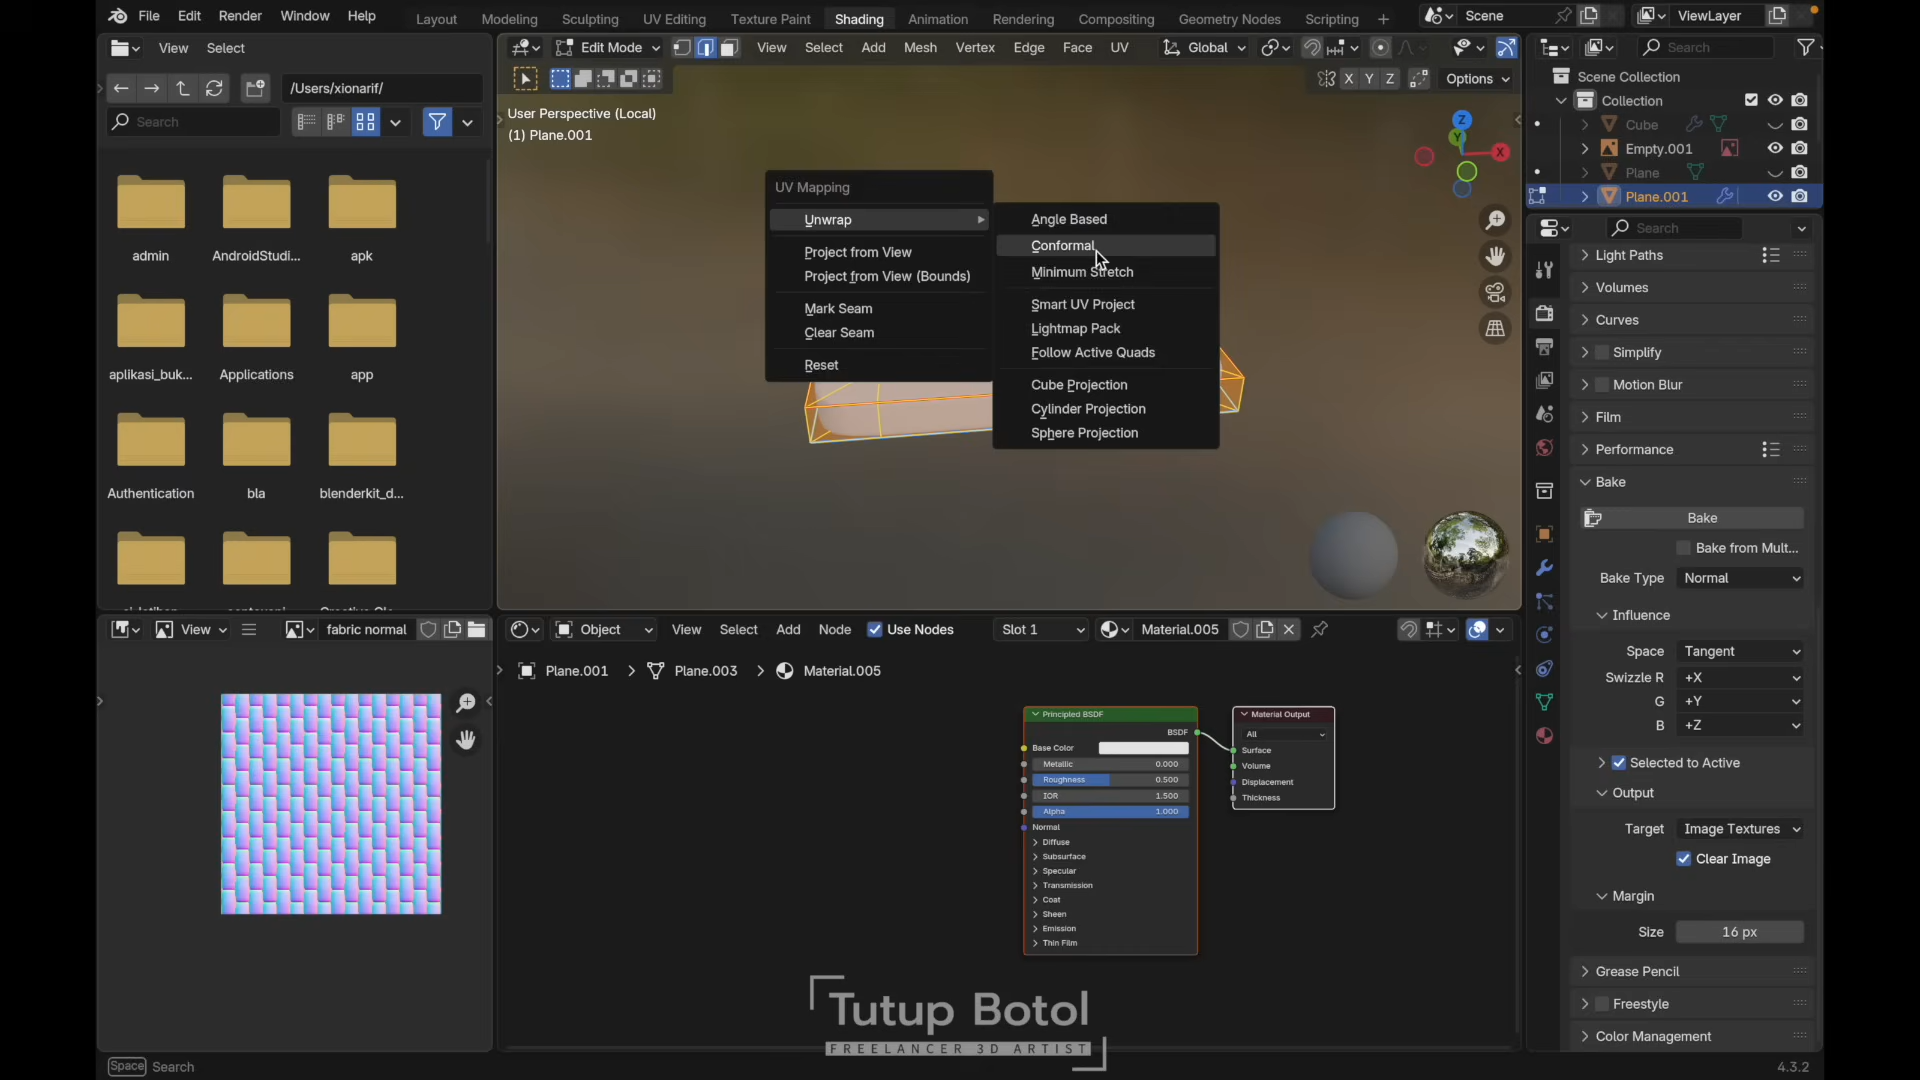 File Edit Render Window Help
Layout Modeling Sculpting UV Editing Texture Paint Shading Animation Rendering Compositing Geometry Nodes Scripting +
Scene
ViewLayer
View Select
/Users/xionarif/
Search
admin
AndroidStudi...
apk
aplikasi_buk...
Applications
app
Authentication
bla
blenderkit_d...
Edit Mode
View Select Add Mesh Vertex Edge Face UV
Global
X Y Z
Options
User Perspective (Local)
(1) Plane.001
Z
Y
X
UV Mapping
Unwrap
Project from View
Project from View (Bounds)
Mark Seam
Clear Seam
Reset
Angle Based
Conformal
Minimum Stretch
Smart UV Project
Lightmap Pack
Follow Active Quads
Cube Projection
Cylinder Projection
Sphere Projection
Search
Scene Collection
Collection
Cube
Empty.001
Plane
Plane.001
Search
Light Paths
Volumes
Curves
Simplify
Motion Blur
Film
Performance
Bake
Bake
Bake from Mult...
Bake Type Normal
Influence
Space Tangent
Swizzle R +X
G +Y
B +Z
Selected to Active
Output
Target Image Textures
Clear Image
Margin
Size 16 px
Grease Pencil
Freestyle
Color Management
View
fabric normal
Object
View Select Add Node
Use Nodes
Slot 1
Material.005
Plane.001 > Plane.003 > Material.005
Principled BSDF
BSDF
Base Color
Metallic 0.000
Roughness 0.500
IOR 1.500
Alpha 1.000
Normal
Diffuse
Subsurface
Specular
Transmission
Coat
Sheen
Emission
Thin Film
Material Output
All
Surface
Volume
Displacement
Thickness
Tutup Botol
FREELANCER 3D ARTIST
Space Search
4.3.2